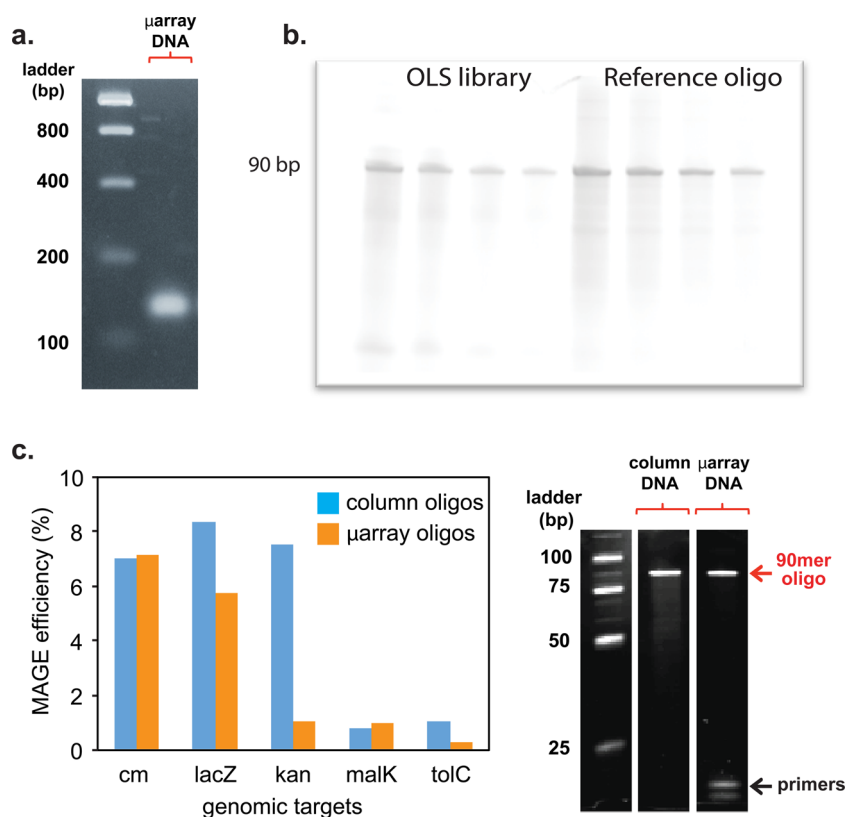 a.
µarray
DNA
ladder
(bp)
800
400
200
100
b.
OLS library
Reference oligo
90 bp
c.
MAGE efficiency (%)
10
8
6
4
2
0
column oligos
µarray oligos
cm
lacZ
kan
malK
tolC
genomic targets
column
DNA
µarray
DNA
ladder
(bp)
100
75
50
25
90mer
oligo
primers